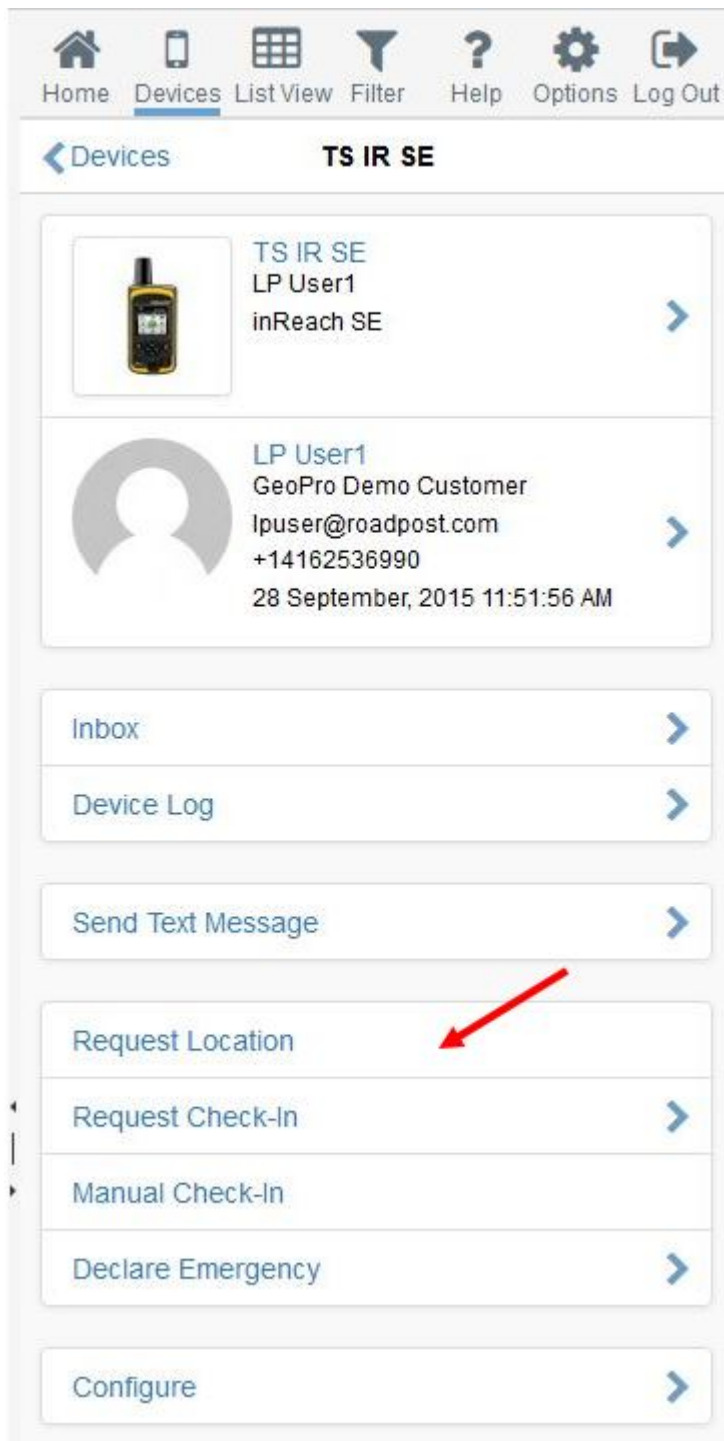 Home Devices List View Filter Help Options Log Out
Devices TS IR SE
TS IR SE
LP User1
inReach SE
LP User1
GeoPro Demo Customer
lpuser@roadpost.com
+14162536990
28 September, 2015 11:51:56 AM
Inbox
Device Log
Send Text Message
Request Location
Request Check-In
Manual Check-In
Declare Emergency
Configure